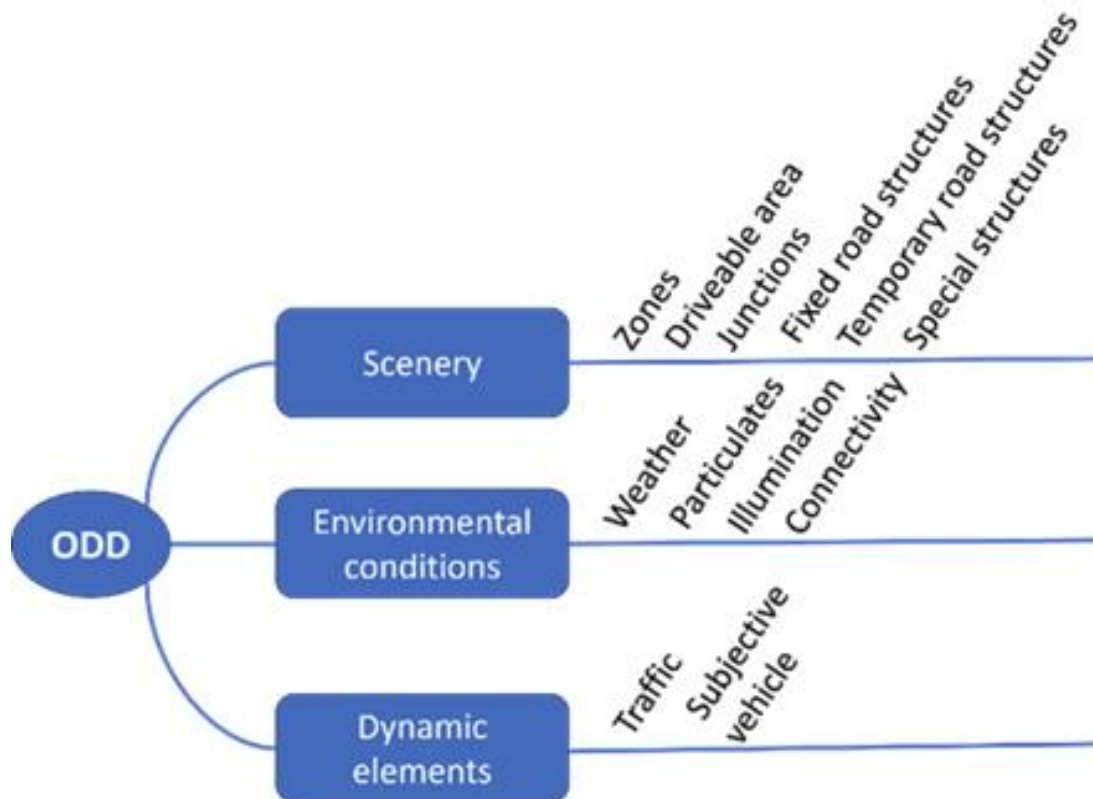 ODD
Scenery
Zones
Driveable area
Junctions
Fixed road structures
Temporary road structures
Special structures
Environmental
conditions
Weather
Particulates
Illumination
Connectivity
Dynamic
elements
Traffic
Subjective
vehicle